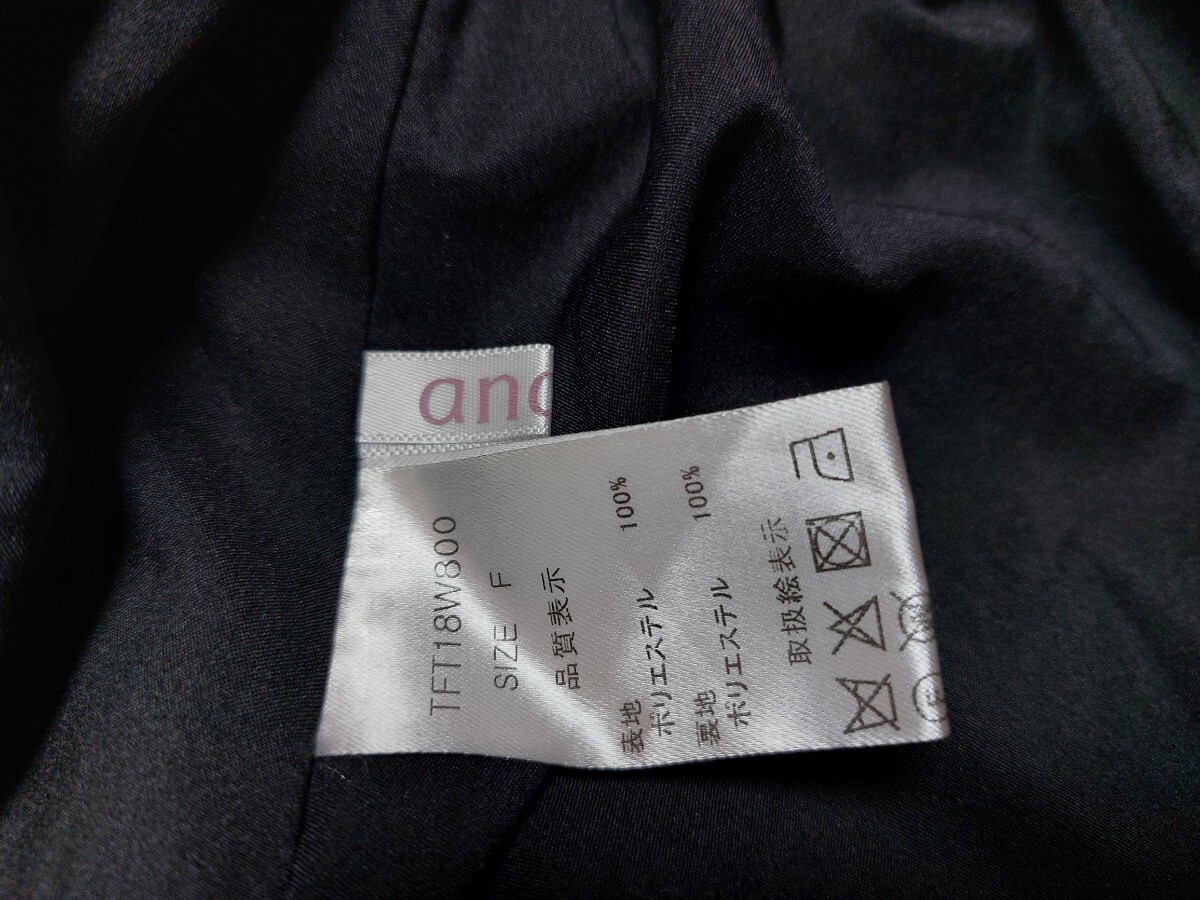 TFT18W800
SIZE F
品質表示
表地
ポリエステル 100%
裏地
ポリエステル 100%
取扱絵表示